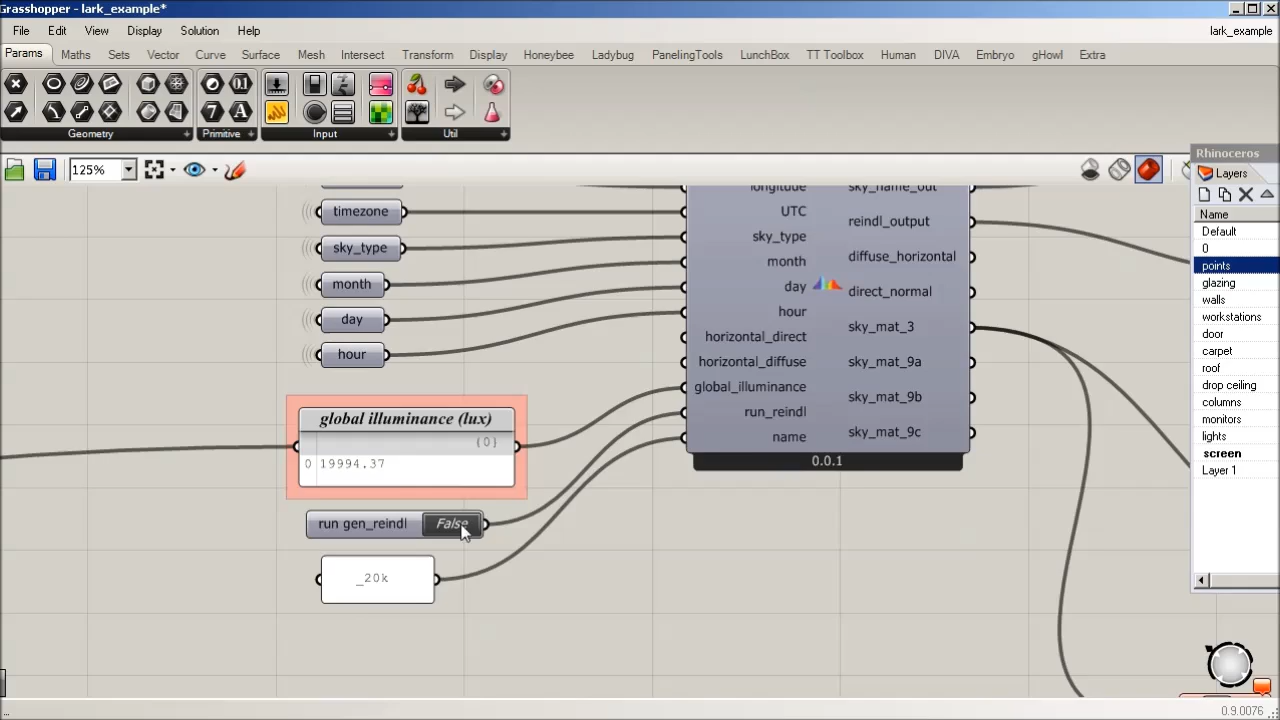 Grasshopper - lark_example*
File Edit View Display Solution Help
lark_example
Params Maths Sets Vector Curve Surface Mesh Intersect Transform Display Honeybee Ladybug PanelingTools LunchBox TT Toolbox Human DIVA Embryo gHowl Extra
Geometry Primitive Input Util
125%
Rhinoceros
Layers
Name
Default
0
points
glazing
walls
workstations
door
carpet
roof
drop ceiling
columns
monitors
lights
screen
Layer 1
timezone
sky_type
month
day
hour
global illuminance (lux)
{0}
0 19994.37
run gen_reindl False
_20k
longitude
UTC
sky_type
month
day
hour
horizontal_direct
horizontal_diffuse
global_illuminance
run_reindl
name
sky_name_out
reindl_output
diffuse_horizontal
direct_normal
sky_mat_3
sky_mat_9a
sky_mat_9b
sky_mat_9c
0.0.1
...
0.9.0076